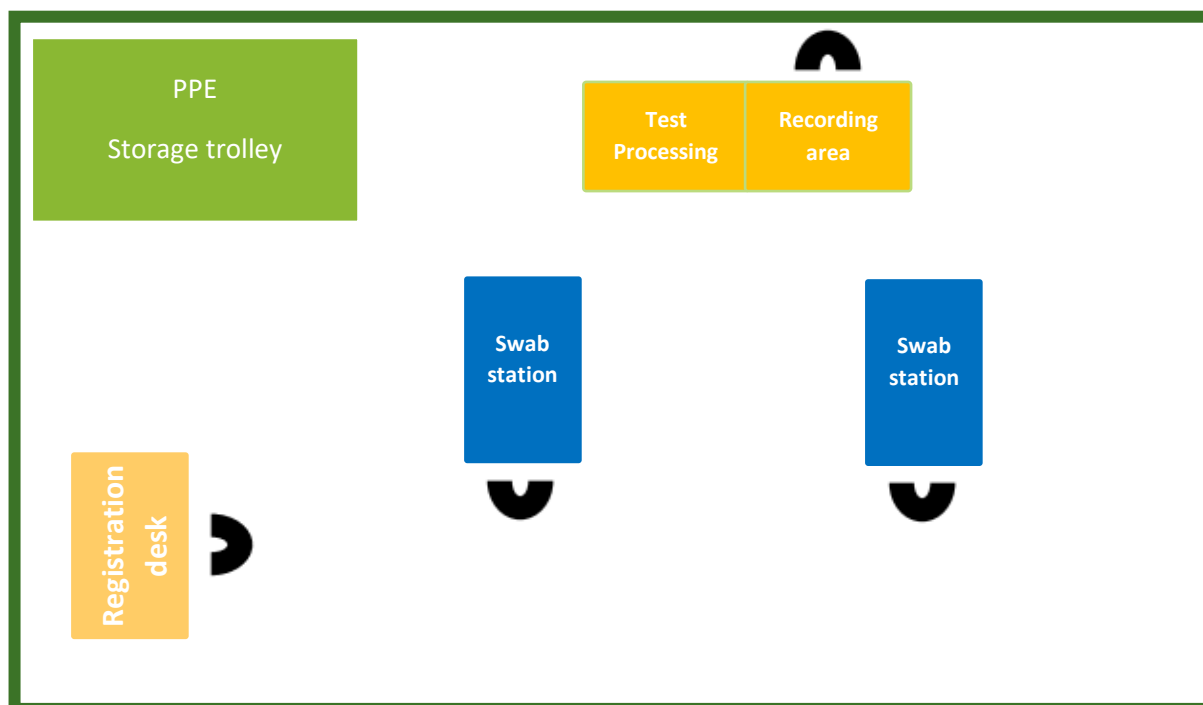 PPE
Storage trolley
Test
Processing
Recording
area
Swab
station
Swab
station
Registration
desk